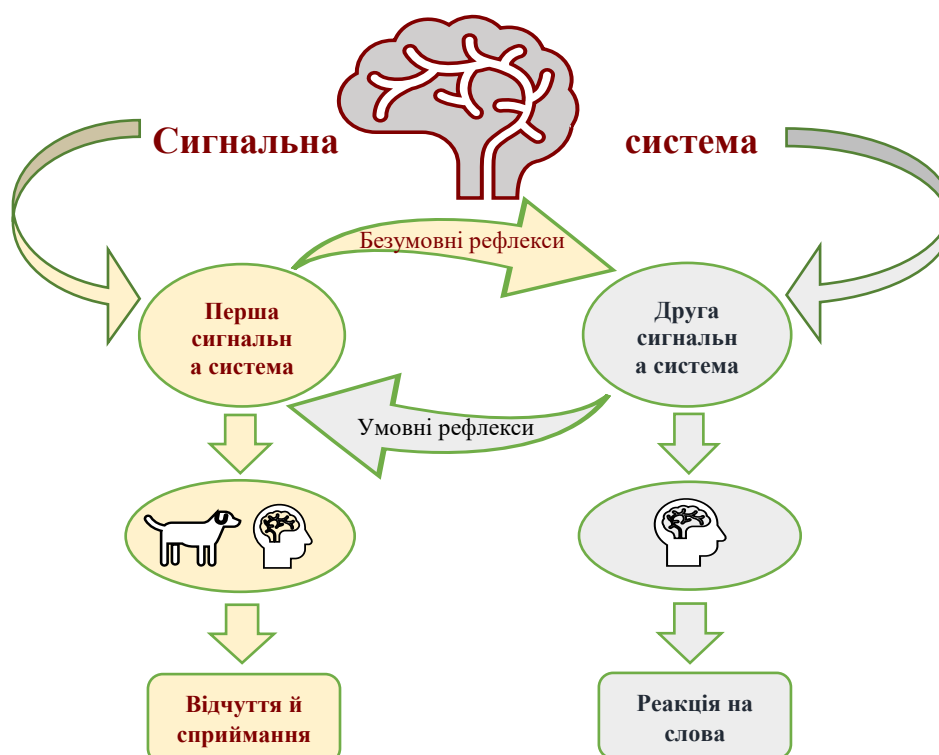 Сигнальна система
Безумовні рефлекси
Перша
сигнальн
а система
Друга
сигнальн
а система
Умовні рефлекси
Відчуття й
сприймання
Реакція на
слова